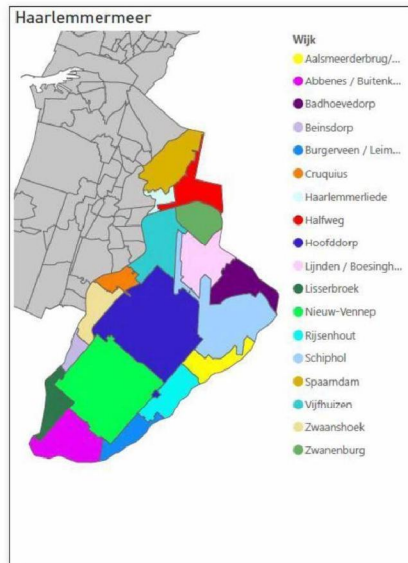 Haarlemmermeer
Wijk
Aalsmeerderbrug/...
Abbenes / Buitenk...
Badhoevedorp
Beinsdorp
Burgerveen / Leim...
Cruquius
Haarlemmerliede
Halfweg
Hoofddorp
Lijnden / Boesingh...
Lisserbroek
Nieuw-Vennep
Rijsenhout
Schiphol
Spaarndam
Vijfhuizen
Zwaanshoek
Zwanenburg